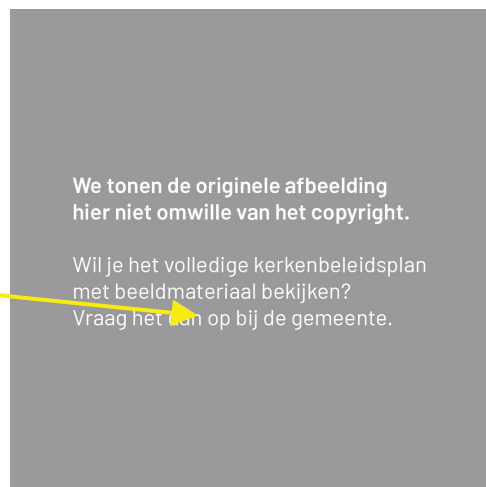 We tonen de originele afbeelding
hier niet omwille van het copyright.
Wil je het volledige kerkenbeleidsplan
met beeldmateriaal bekijken?
Vraag het dan op bij de gemeente.